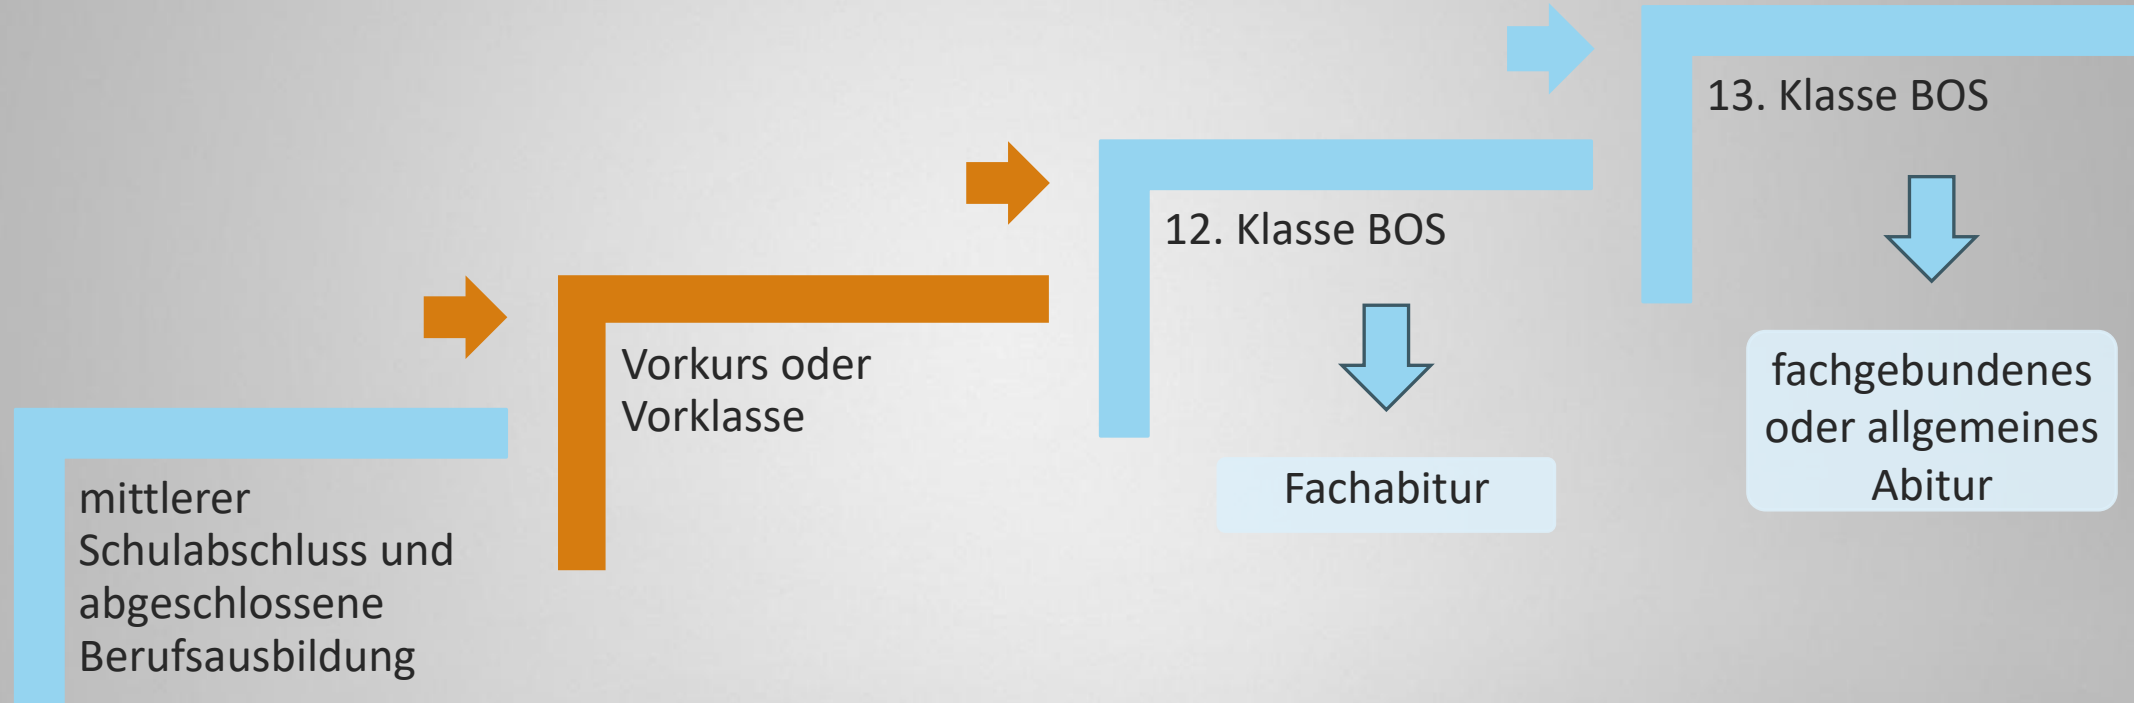 mittlerer
Schulabschluss und
abgeschlossene
Berufsausbildung
Vorkurs oder
Vorklasse
12. Klasse BOS
Fachabitur
13. Klasse BOS
fachgebundenes
oder allgemeines
Abitur